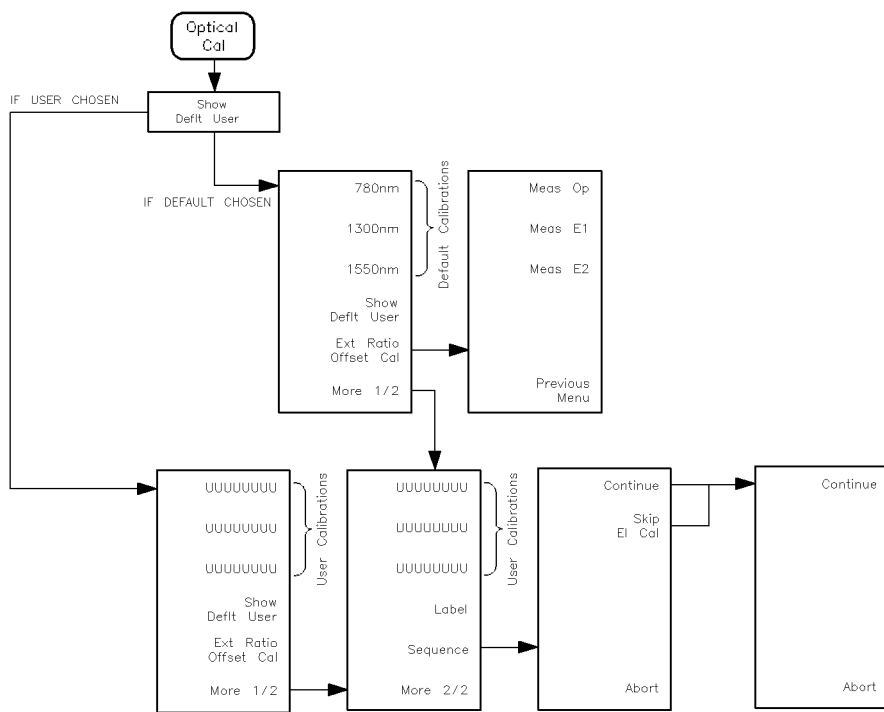 Optical
Cal
IF USER CHOSEN
Show
Deflt User
IF DEFAULT CHOSEN
780nm
1300nm
1550nm
Default Calibrations
Show
Deflt User
Ext Ratio
Offset Cal
More 1/2
Meas Op
Meas E1
Meas E2
Previous
Menu
UUUUUUUU
UUUUUUUU
UUUUUUUU
User Calibrations
Show
Deflt User
Ext Ratio
Offset Cal
More 1/2
UUUUUUUU
UUUUUUUU
UUUUUUUU
User Calibrations
Label
Sequence
More 2/2
Continue
Skip
El Cal
Abort
Continue
Abort